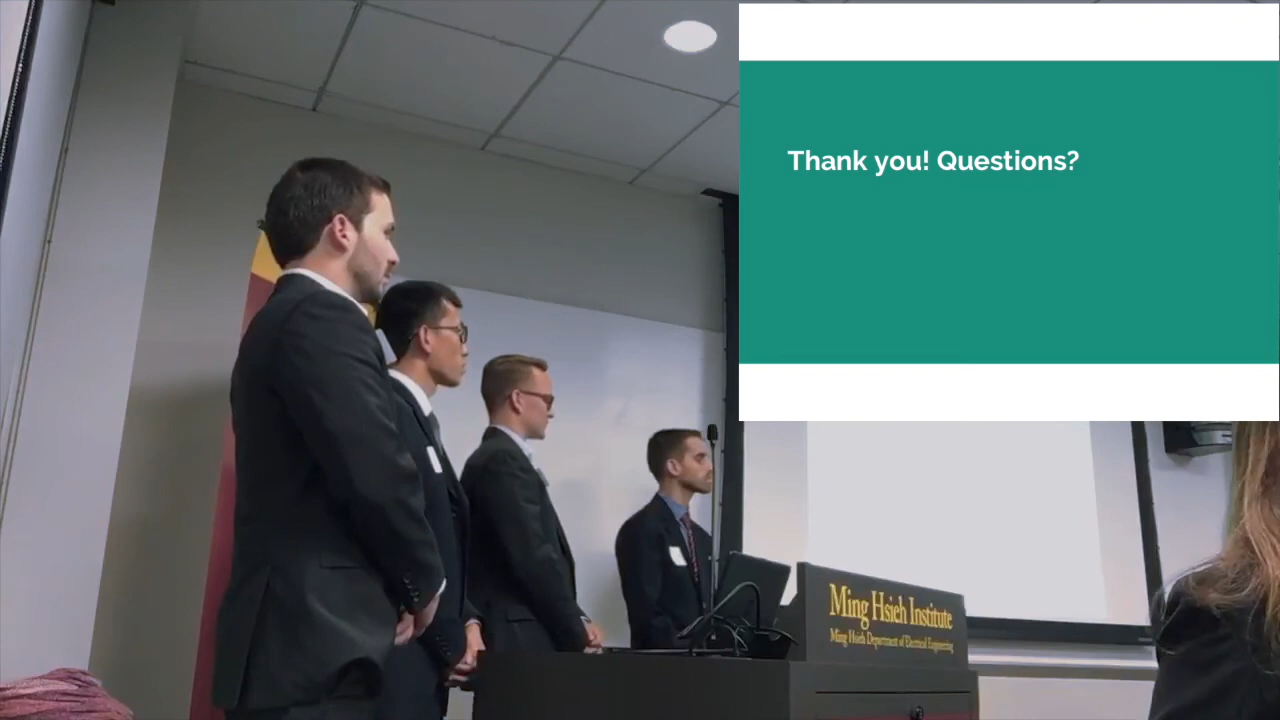 Thank you! Questions?
Ming Hsieh Institute
Ming Hsieh Department of Electrical Engineering